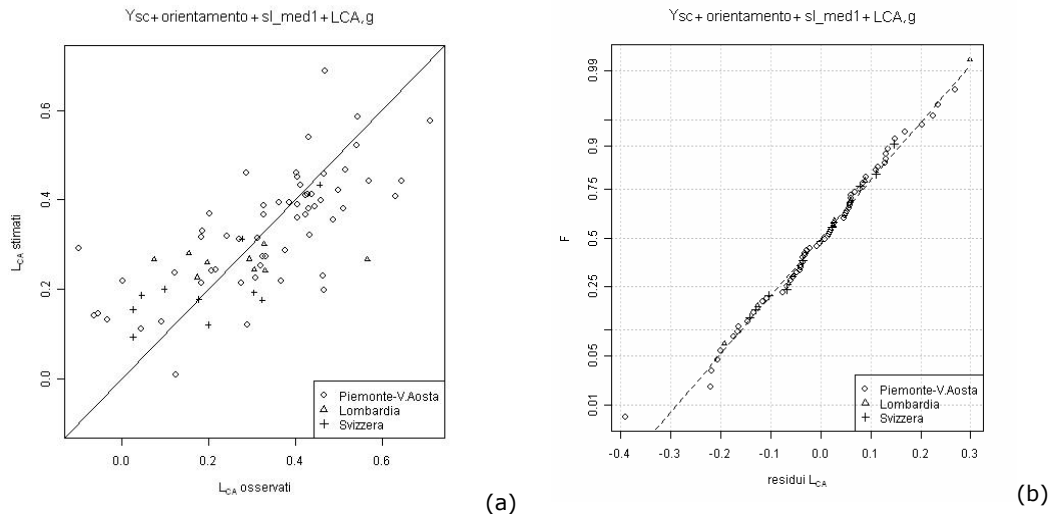 Ysc+ orientamento + sl_med1 + LCA,g
LCA stimati
0.6
0.4
0.2
0.0
0.0 0.2 0.4 0.6
LCA osservati
Piemonte-V.Aosta
Lombardia
Svizzera
(a)
Ysc+ orientamento + sl_med1 + LCA,g
F
0.99
0.9
0.75
0.5
0.25
0.05
0.01
-0.4 -0.3 -0.2 -0.1 0.0 0.1 0.2 0.3
residui LCA
Piemonte-V.Aosta
Lombardia
Svizzera
(b)